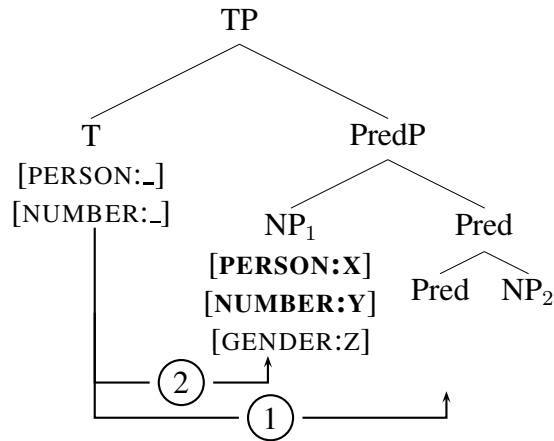 TP
T PredP
[PERSON:_]
[NUMBER:_]
NP₁ Pred
[PERSON:X]
[NUMBER:Y] Pred NP₂
[GENDER:Z]
2
1